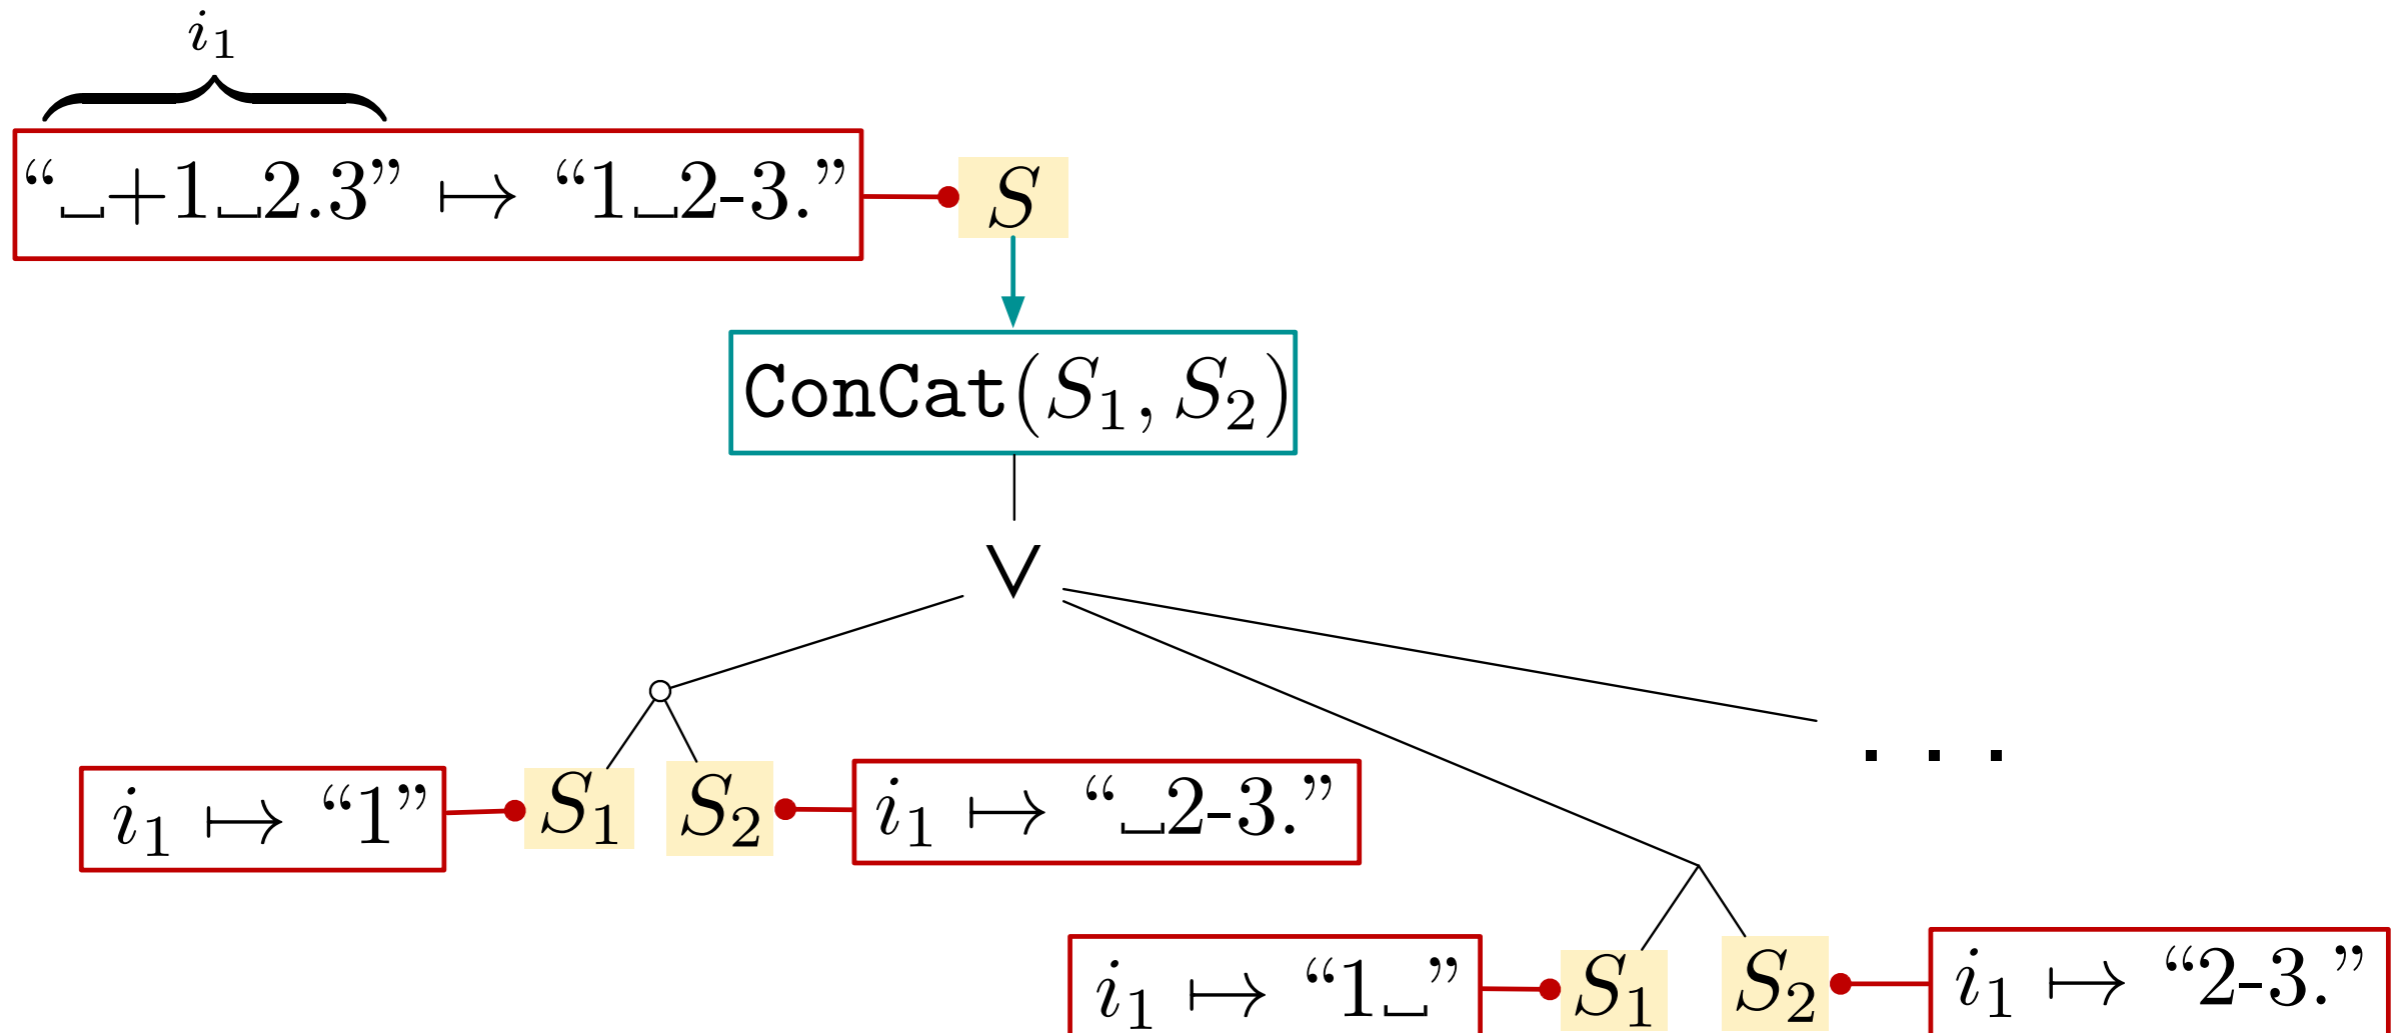 i₁
“␣+1␣2.3” ↦ “1␣2-3.” S
ConCat(S₁, S₂)
∨
. . .
i₁ ↦ “1” S₁ S₂ i₁ ↦ “␣2-3.”
i₁ ↦ “1␣” S₁ S₂ i₁ ↦ “2-3.”